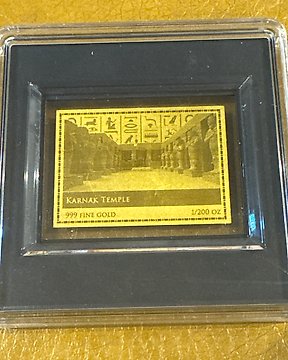 KARNAK TEMPLE
999 FINE GOLD 1/200 OZ